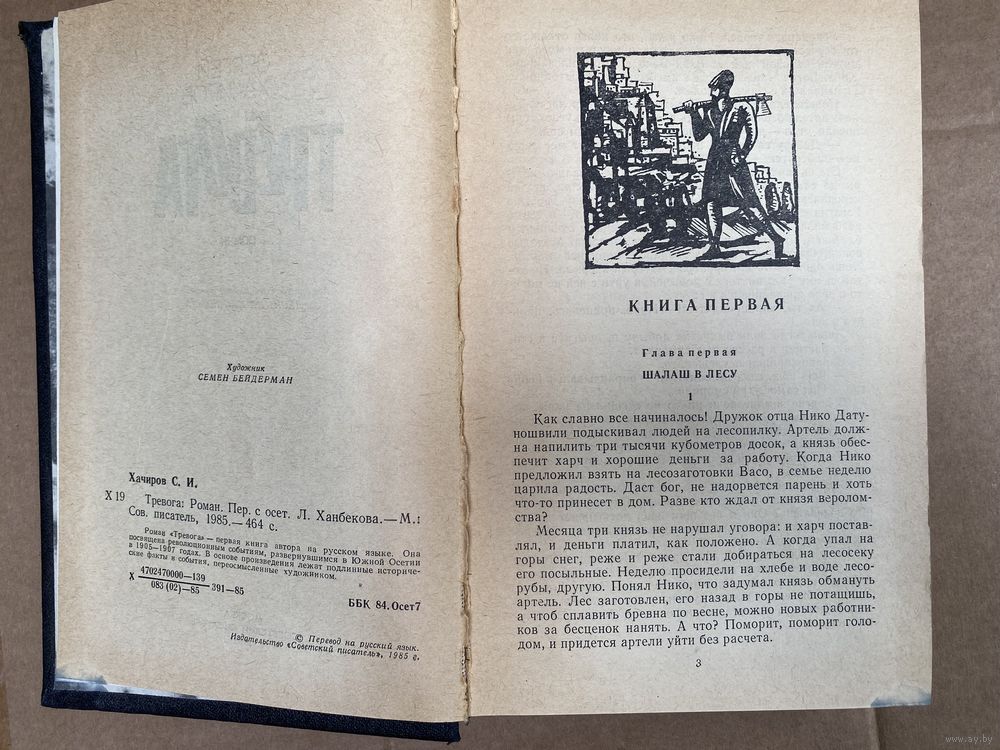 Художник
СЕМЕН БЕЙДЕРМАН
Хачиров С. И.
Х 19 Тревога: Роман. Пер. с осет. Л. Ханбекова.— М.:
Сов. писатель, 1985.— 464 с.
Роман «Тревога» — первая книга автора на русском языке. Она
посвящена революционным событиям, развернувшимся в Южной Осетии
в 1905—1907 годах. В основе произведения лежат подлинные историче-
ские факты и события, переосмысленные художником.
Х 4702470000—139
083 (02)—85 391—85
ББК 84.Осет7
© Перевод на русский язык.
Издательство «Советский писатель», 1985 г.
КНИГА ПЕРВАЯ
Глава первая
ШАЛАШ В ЛЕСУ
1
Как славно все начиналось! Дружок отца Нико Дату-
ношвили подыскивал людей на лесопилку. Артель долж-
на напилить три тысячи кубометров досок, а князь обес-
печит харч и хорошие деньги за работу. Когда Нико
предложил взять на лесозаготовки Васо, в семье неделю
царила радость. Даст бог, не надорвется парень и хоть
что-то принесет в дом. Разве кто ждал от князя вероло-
мства?
Месяца три князь не нарушал уговора: и харч постав-
лял, и деньги платил, как положено. А когда упал на
горы снег, реже и реже стали добираться на лесосеку
его посыльные. Неделю просидели на хлебе и воде лесо-
рубы, другую. Понял Нико, что задумал князь обмануть
артель. Лес заготовлен, его назад в горы не потащишь,
а чтоб сплавить бревна по весне, можно новых работни-
ков за бесценок нанять. А что? Поморит, поморит голо-
дом, и придется артели уйти без расчета.
3
www.ay.by